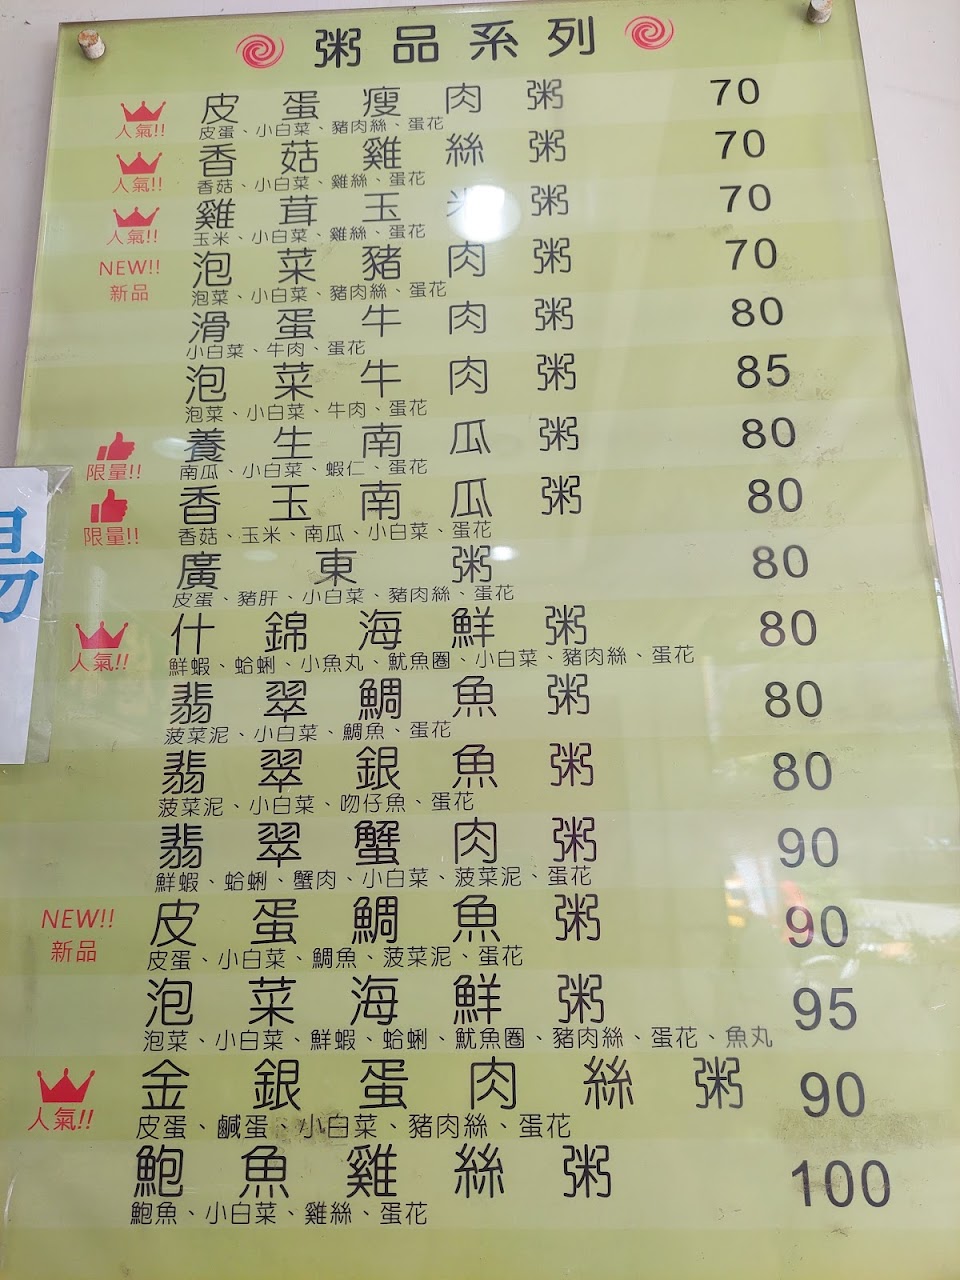 粥品系列
皮蛋瘦肉粥 70
人氣!!
皮蛋、小白菜、豬肉絲、蛋花
香菇雞絲粥 70
人氣!!
香菇、小白菜、雞絲、蛋花
雞茸玉米粥 70
人氣!!
玉米、小白菜、雞絲、蛋花
NEW!!
新品
泡菜豬肉粥 70
泡菜、小白菜、豬肉絲、蛋花
滑蛋牛肉粥 80
小白菜、牛肉、蛋花
泡菜牛肉粥 85
泡菜、小白菜、牛肉、蛋花
養生南瓜粥 80
限量!!
南瓜、小白菜、蝦仁、蛋花
香玉南瓜粥 80
限量!!
香菇、玉米、南瓜、小白菜、蛋花
廣東粥 80
皮蛋、豬肝、小白菜、豬肉絲、蛋花
什錦海鮮粥 80
人氣!!
鮮蝦、蛤蜊、小魚丸、魷魚圈、小白菜、豬肉絲、蛋花
翡翠鯛魚粥 80
菠菜泥、小白菜、鯛魚、蛋花
翡翠銀魚粥 80
菠菜泥、小白菜、吻仔魚、蛋花
翡翠蟹肉粥 90
鮮蝦、蛤蜊、蟹肉、小白菜、菠菜泥、蛋花
NEW!!
新品
皮蛋鯛魚粥 90
皮蛋、小白菜、鯛魚、菠菜泥、蛋花
泡菜海鮮粥 95
泡菜、小白菜、鮮蝦、蛤蜊、魷魚圈、豬肉絲、蛋花、魚丸
金銀蛋肉絲粥 90
人氣!!
皮蛋、鹹蛋、小白菜、豬肉絲、蛋花
鮑魚雞絲粥 100
鮑魚、小白菜、雞絲、蛋花